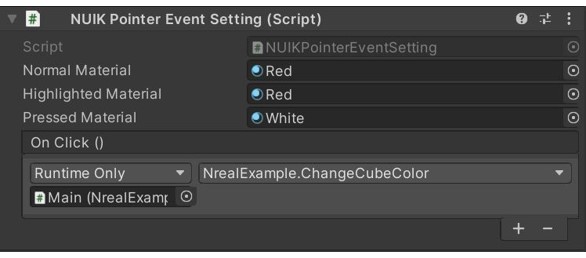 NUIK Pointer Event Setting (Script)
Script NUIKPointerEventSetting
Normal Material Red
Highlighted Material Red
Pressed Material White
On Click ()
Runtime Only NrealExample.ChangeCubeColor
Main (NrealExamp